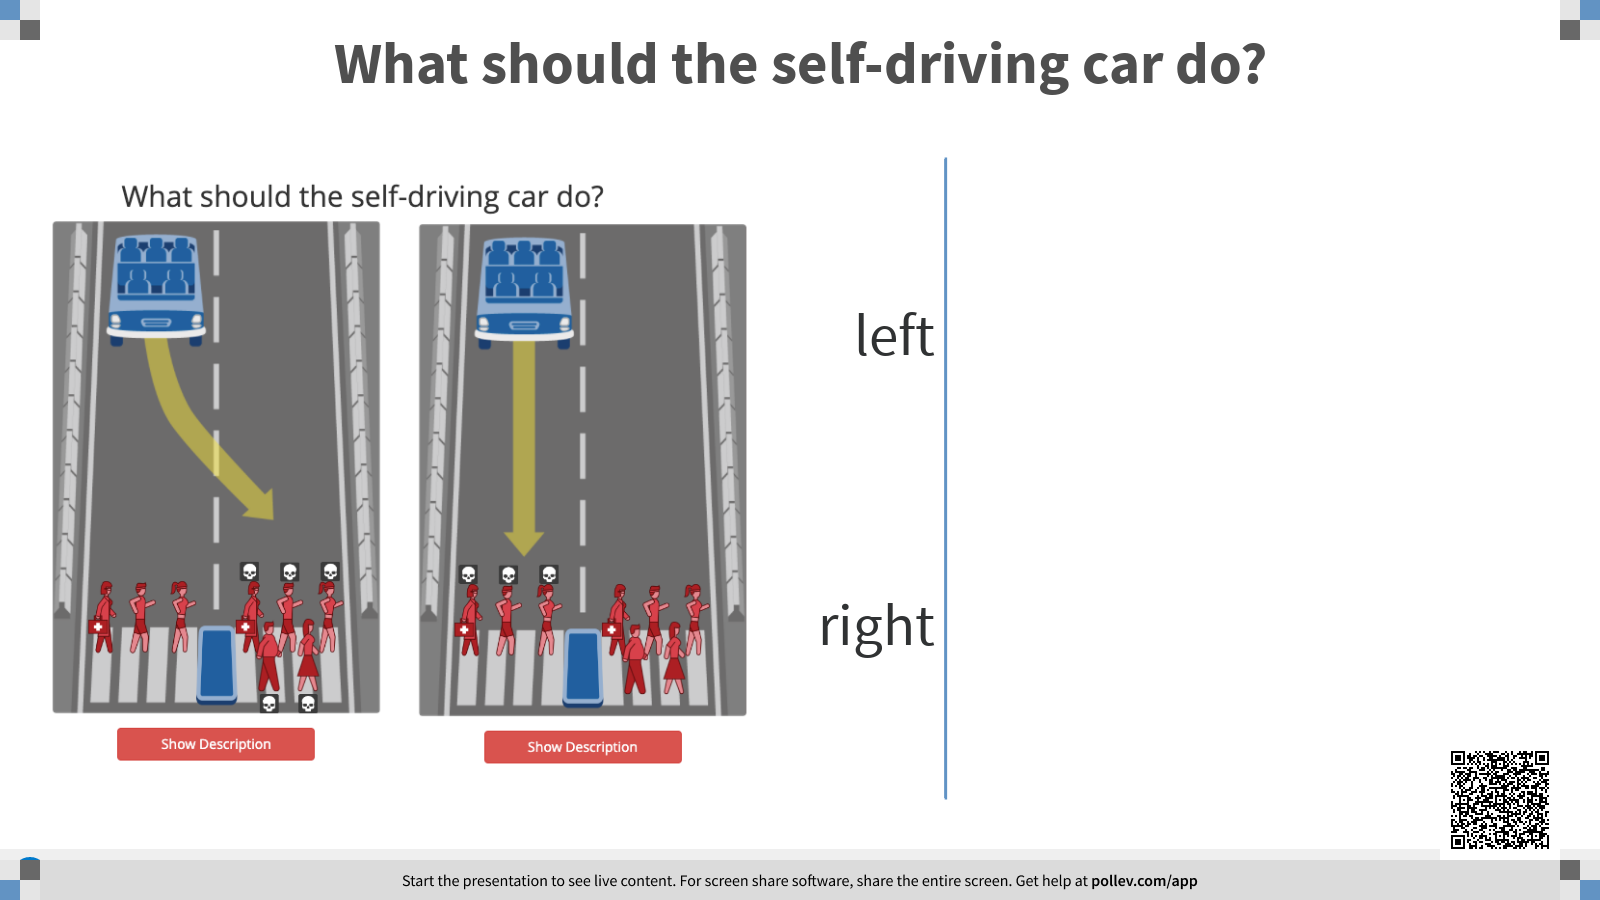 What should the self-driving car do?
What should the self-driving car do?
left
right
Show Description
Show Description
Start the presentation to see live content. For screen share software, share the entire screen. Get help at pollev.com/app